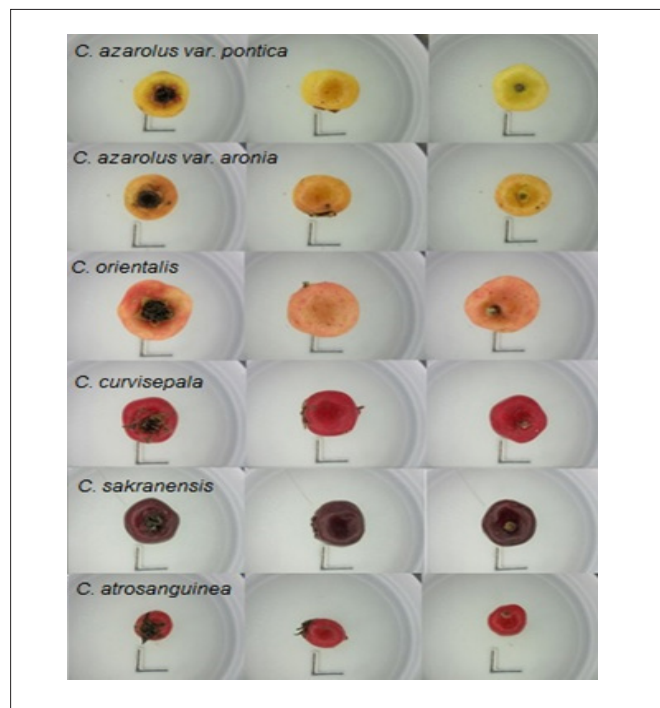 C. azarolus var. pontica
C. azarolus var. aronia
C. orientalis
C. curvisepala
C. sakranensis
C. atrosanguinea